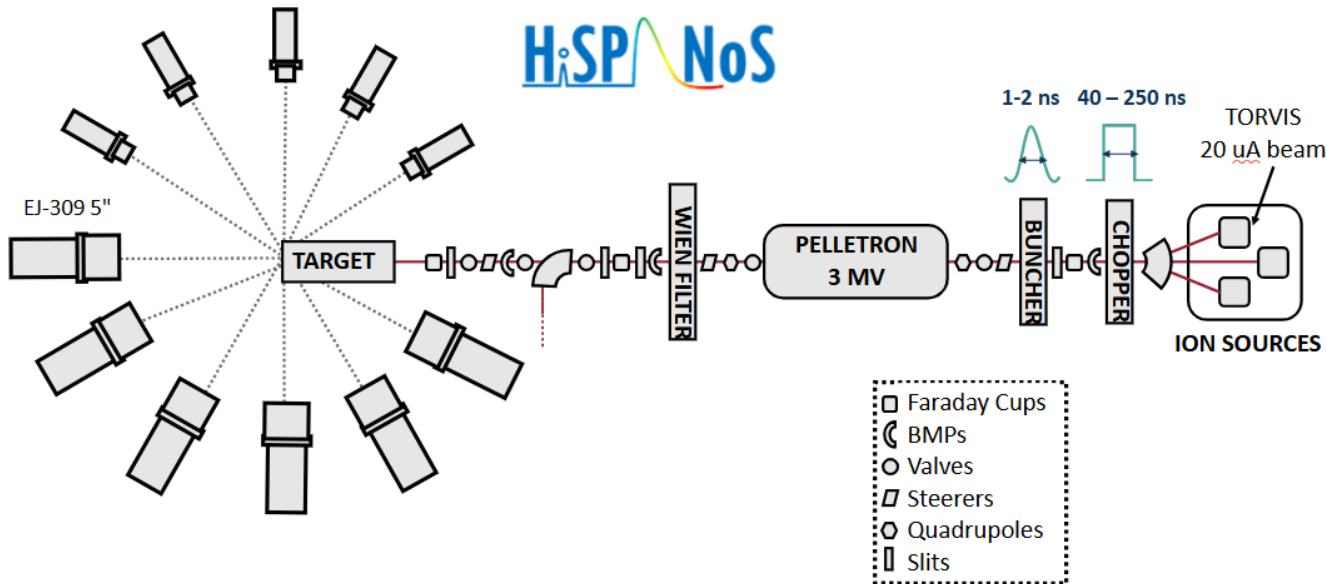 HiSPANoS
1-2 ns
40 – 250 ns
TORVIS
20 uA beam
EJ-309 5"
TARGET
WIEN FILTER
PELLETRON
3 MV
BUNCHER
CHOPPER
ION SOURCES
Faraday Cups
BMPs
Valves
Steerers
Quadrupoles
Slits